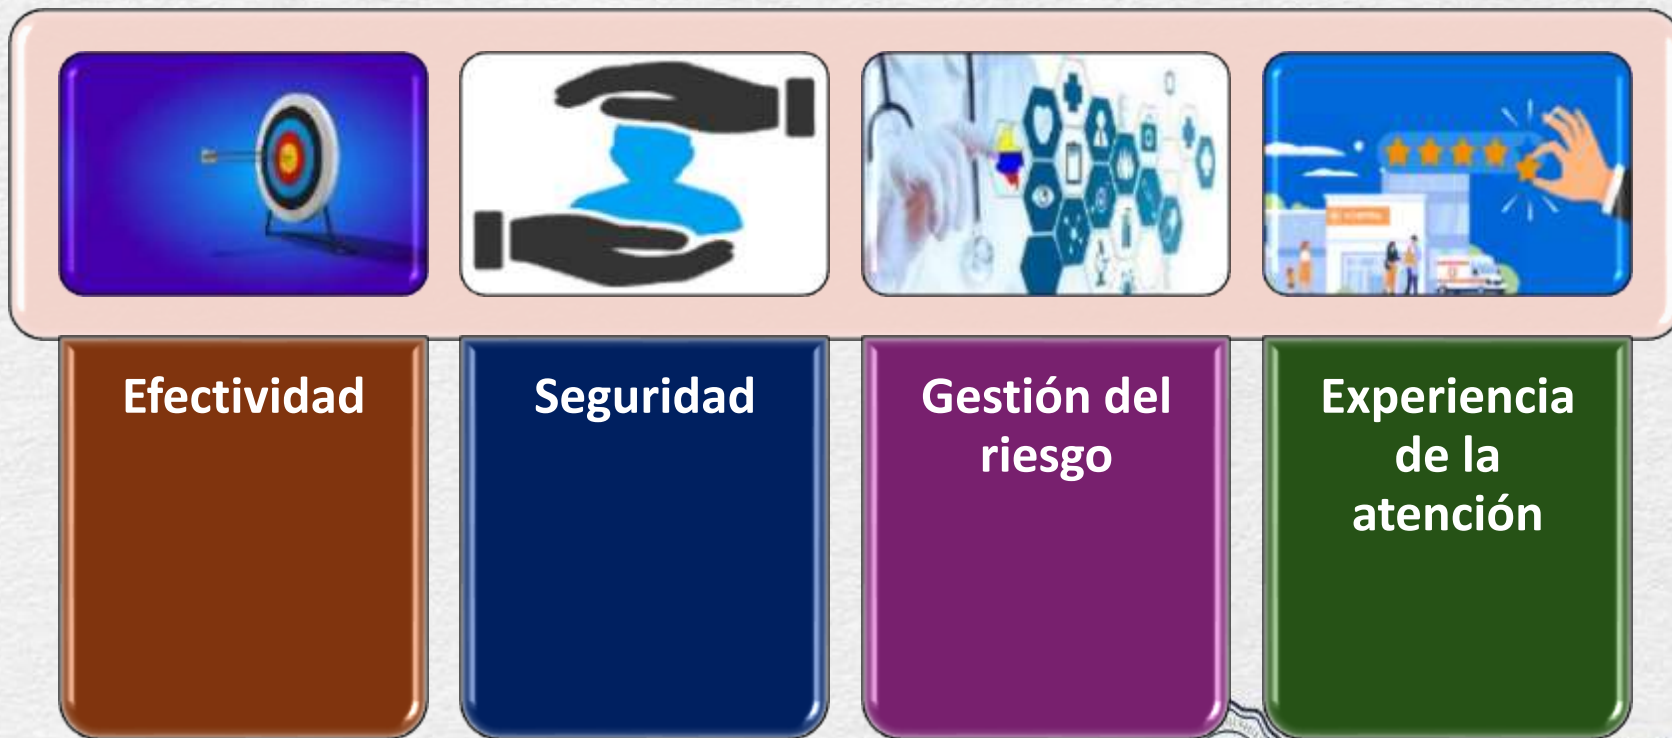 Efectividad
Seguridad
Gestión del
riesgo
Experiencia
de la
atención